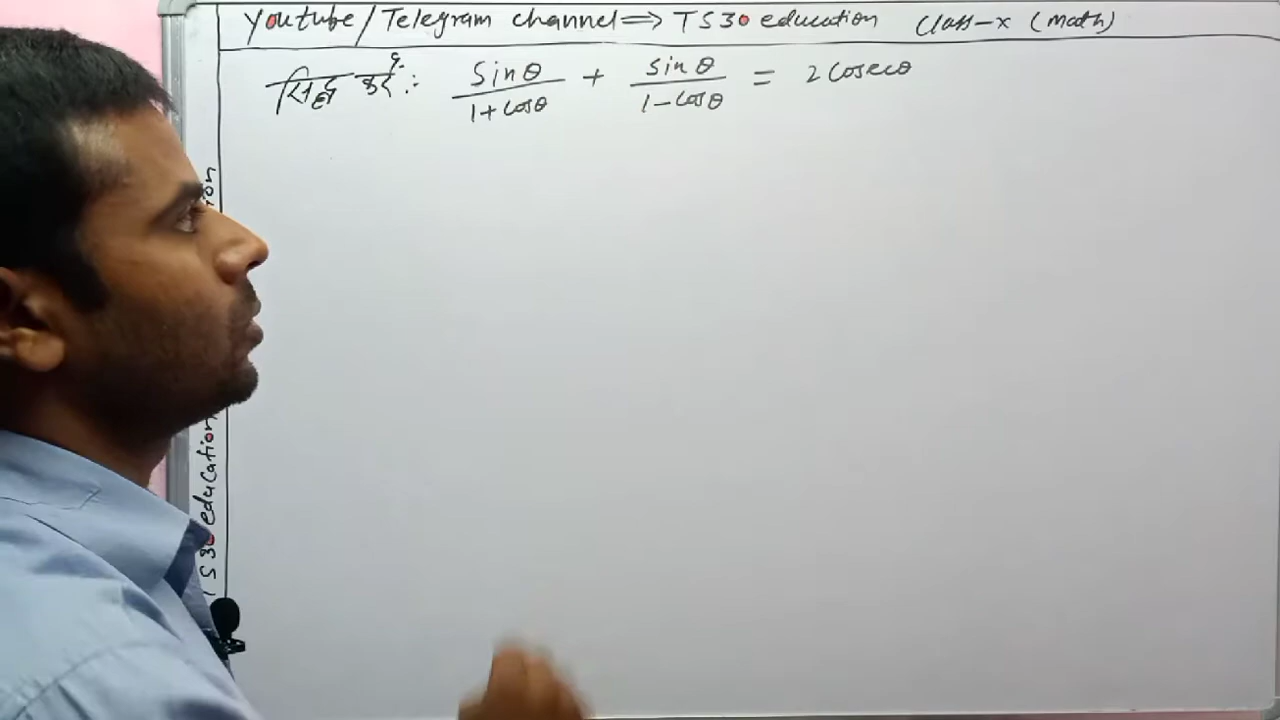 Youtube/Telegram channel ⇒ TS30 education Class-X (math)
सिद्ध करें:- sinθ/1+cosθ + sinθ/1-cosθ = 2cosecθ
TS30 education